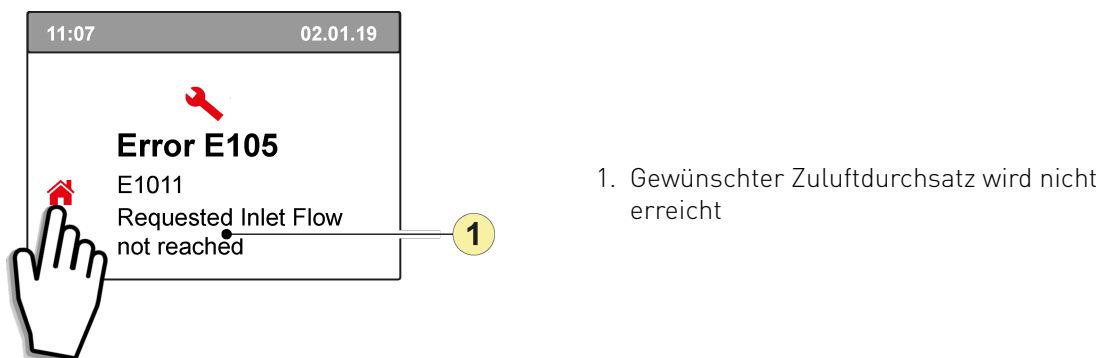 11:07 02.01.19
Error E105
E1011
Requested Inlet Flow
not reached
1
1. Gewünschter Zuluftdurchsatz wird nicht
erreicht